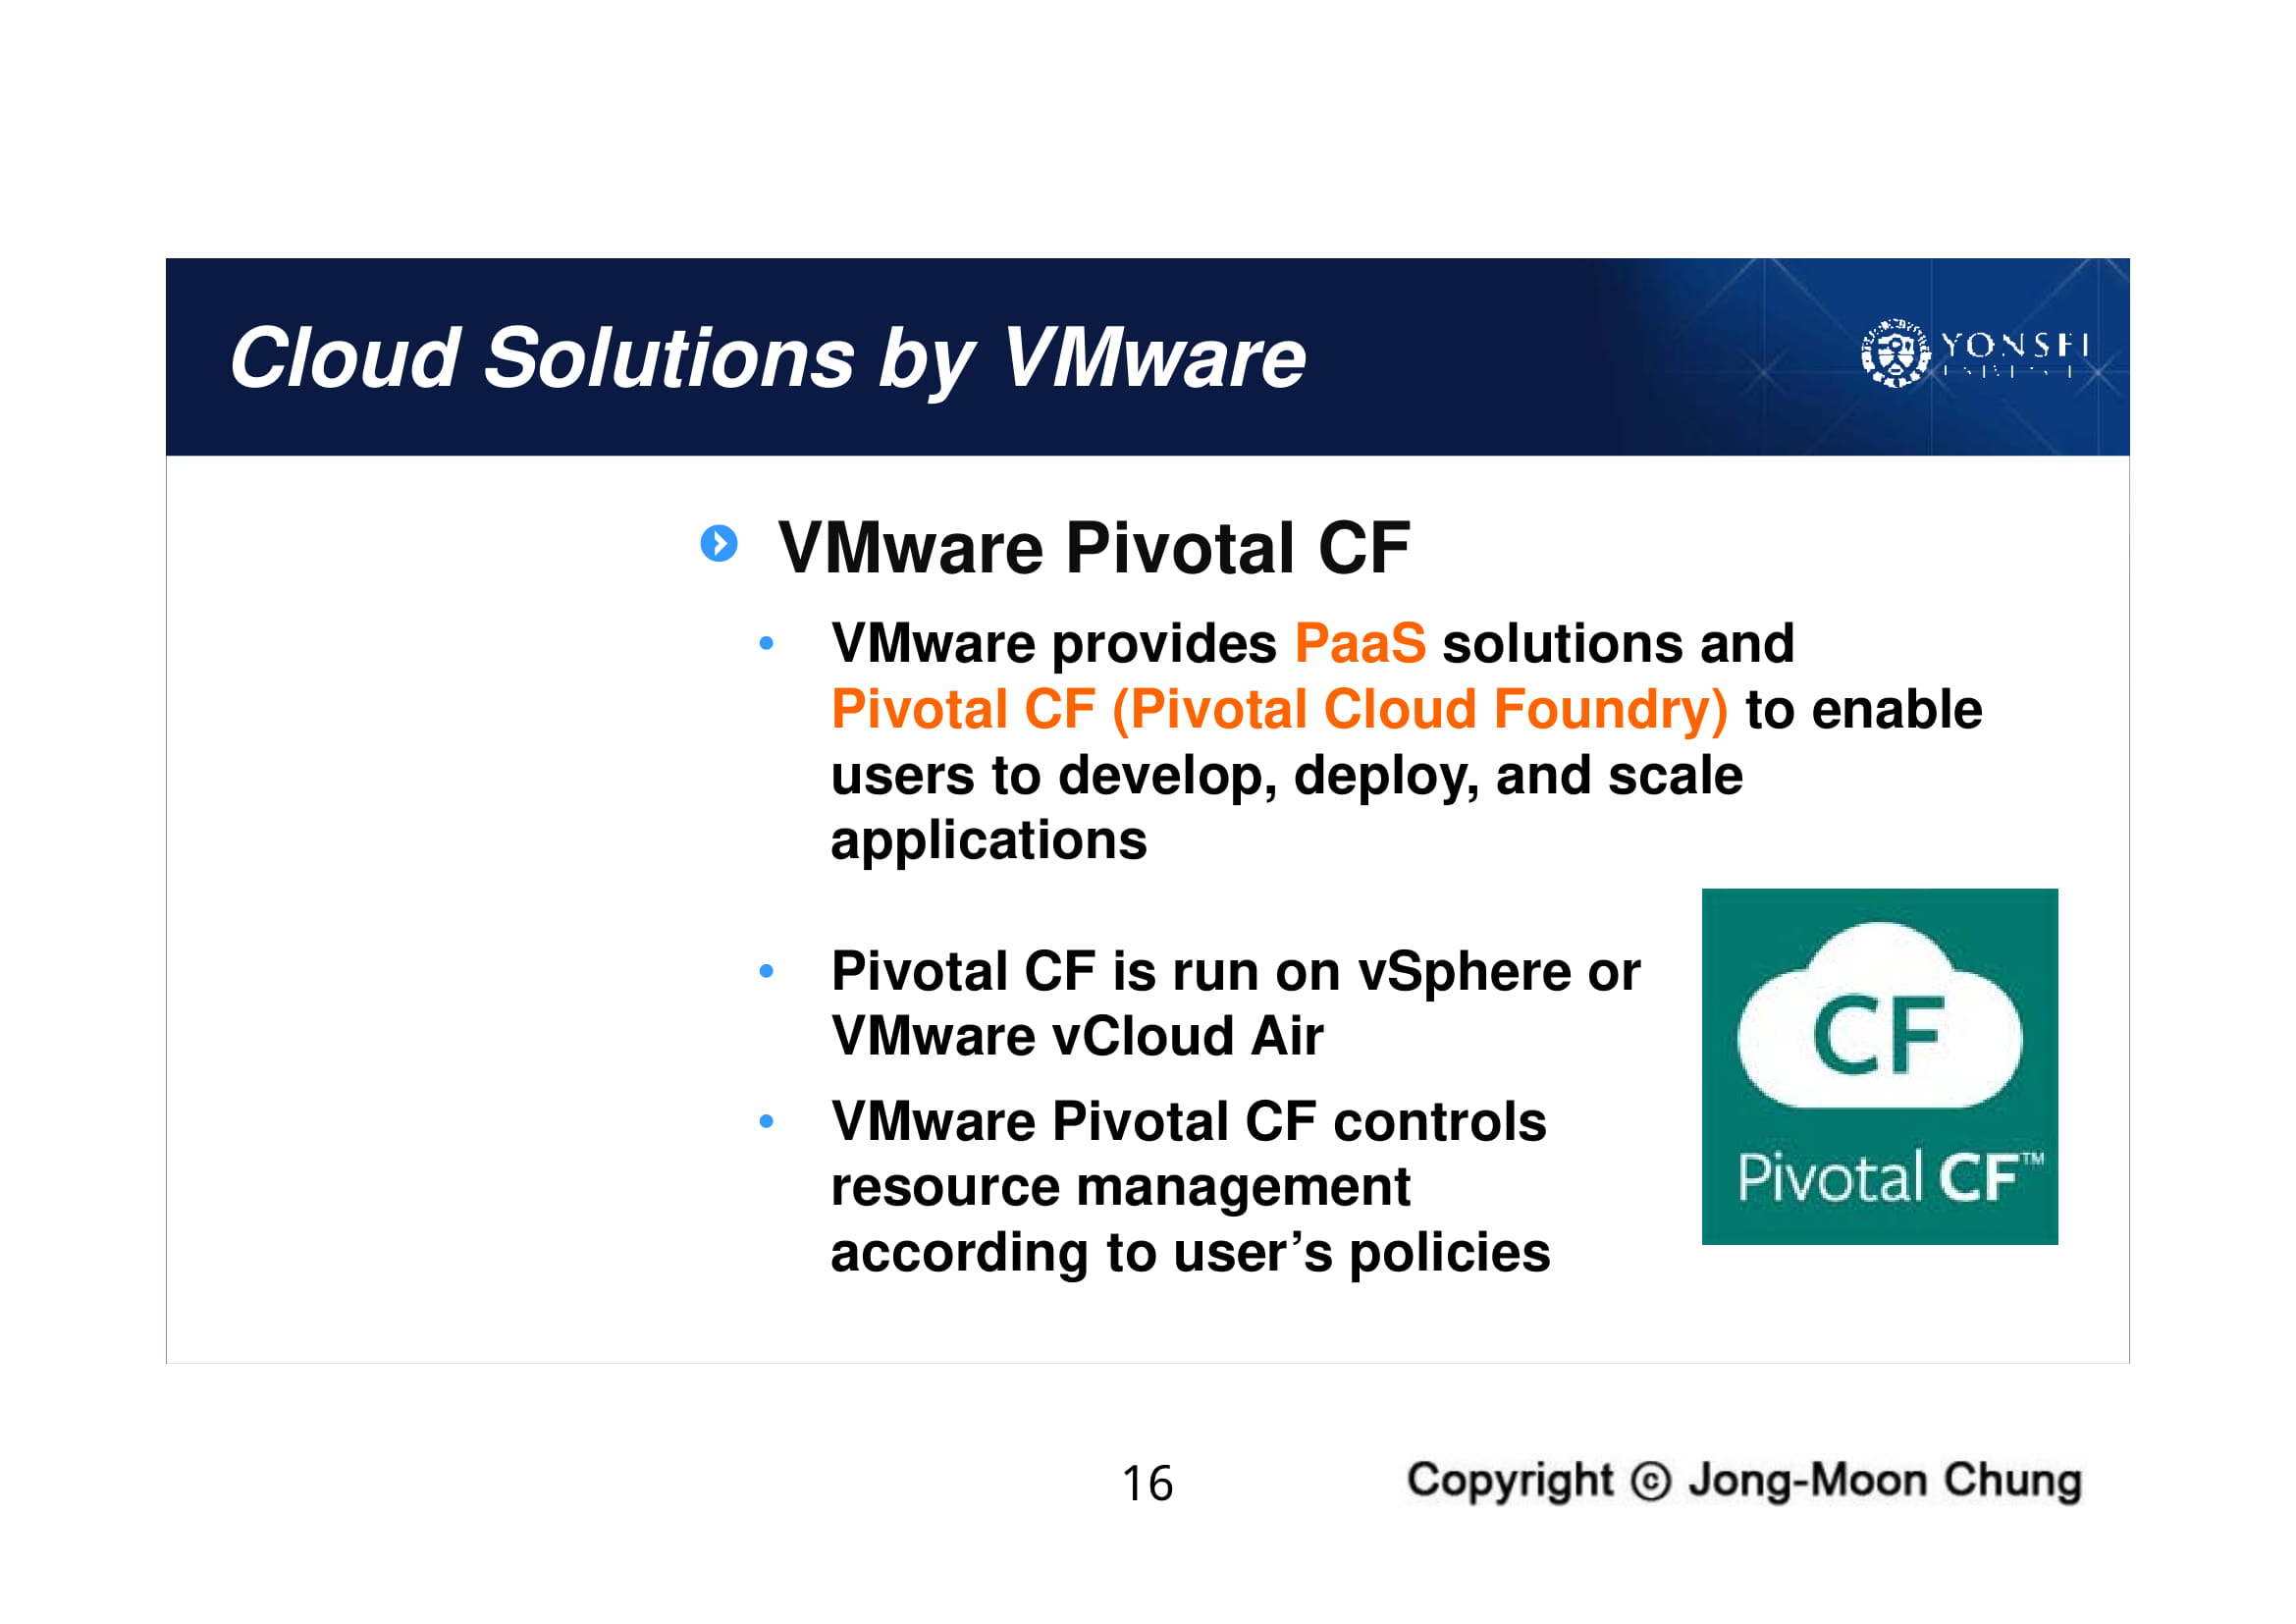 Cloud Solutions by VMware
YONSEI
VMware Pivotal CF
• VMware provides PaaS solutions and
Pivotal CF (Pivotal Cloud Foundry) to enable
users to develop, deploy, and scale
applications
• Pivotal CF is run on vSphere or
VMware vCloud Air
• VMware Pivotal CF controls
resource management
according to user’s policies
CF
Pivotal CF™
16
Copyright ⓒ Jong-Moon Chung